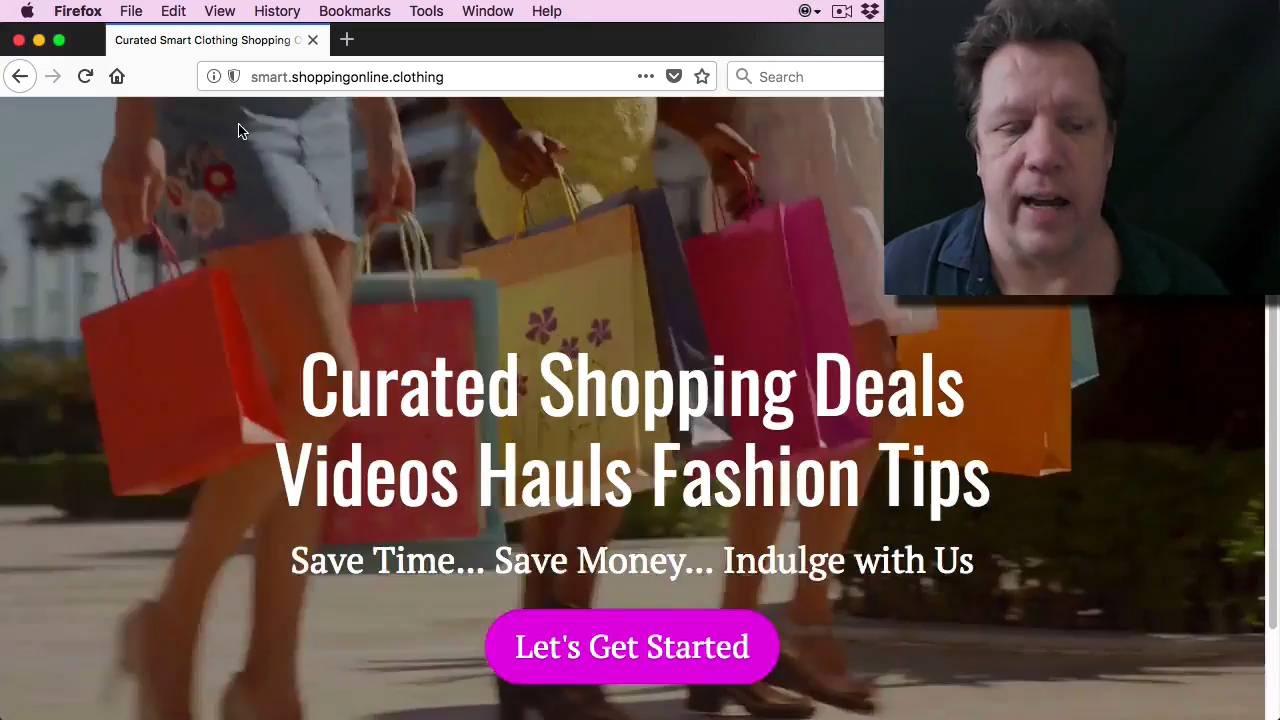 Firefox File Edit View History Bookmarks Tools Window Help
Curated Smart Clothing Shopping O
smart.shoppingonline.clothing
Search
Curated Shopping Deals
Videos Hauls Fashion Tips
Save Time... Save Money... Indulge with Us
Let's Get Started